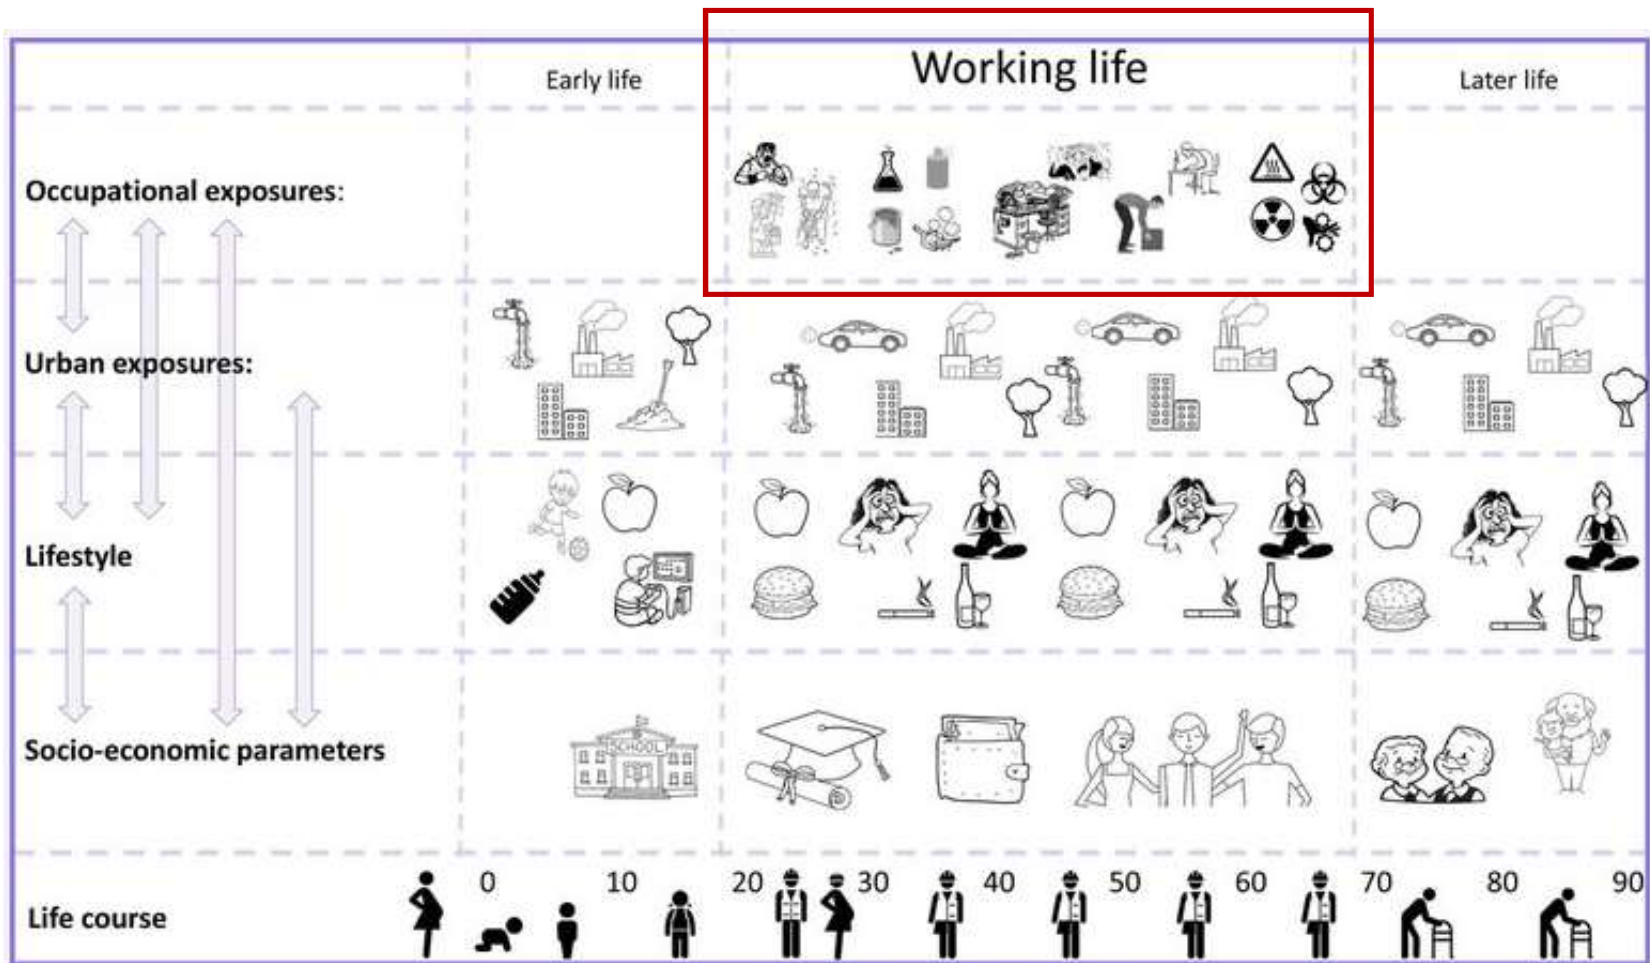 Early life
Working life
Later life
Occupational exposures:
Urban exposures:
Lifestyle
SCHOOL
Socio-economic parameters
0 10 20 30 40 50 60 70 80 90
Life course